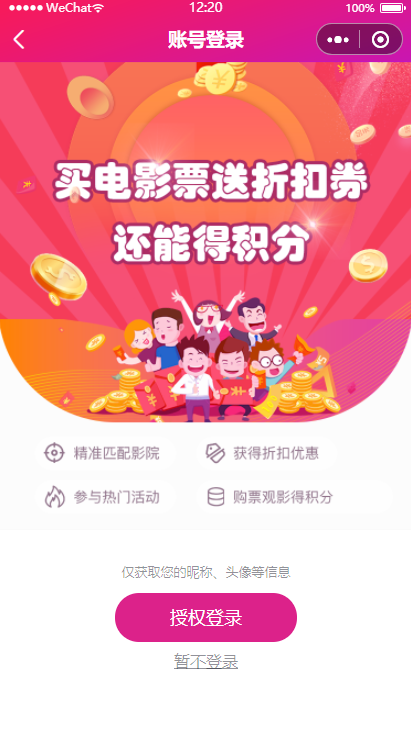 WeChat 12:20 100%
账号登录
买电影票送折扣券
还能得积分
精准匹配影院 获得折扣优惠
参与热门活动 购票观影得积分
仅获取您的昵称、头像等信息
授权登录
暂不登录